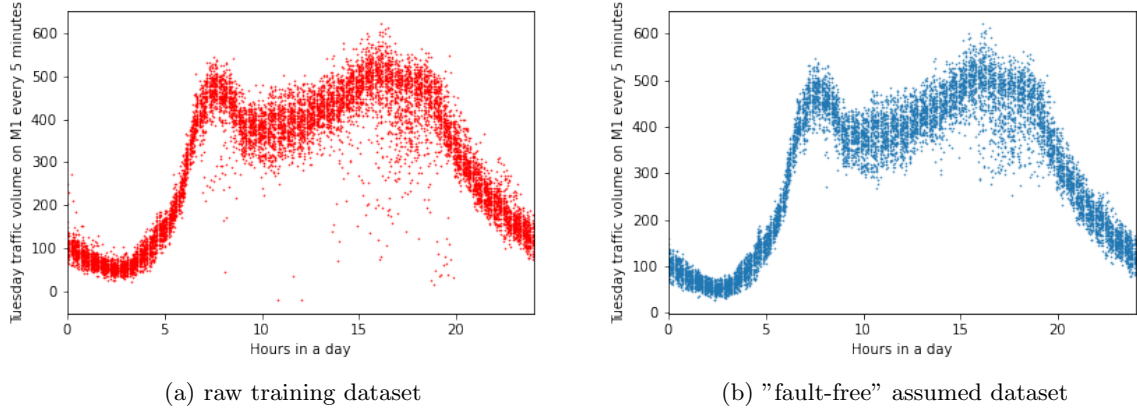 Tuesday traffic volume on M1 every 5 minutes
600
500
400
300
200
100
0
0 5 10 15 20
Hours in a day
(a) raw training dataset
Tuesday traffic volume on M1 every 5 minutes
600
500
400
300
200
100
0
0 5 10 15 20
Hours in a day
(b) ”fault-free” assumed dataset